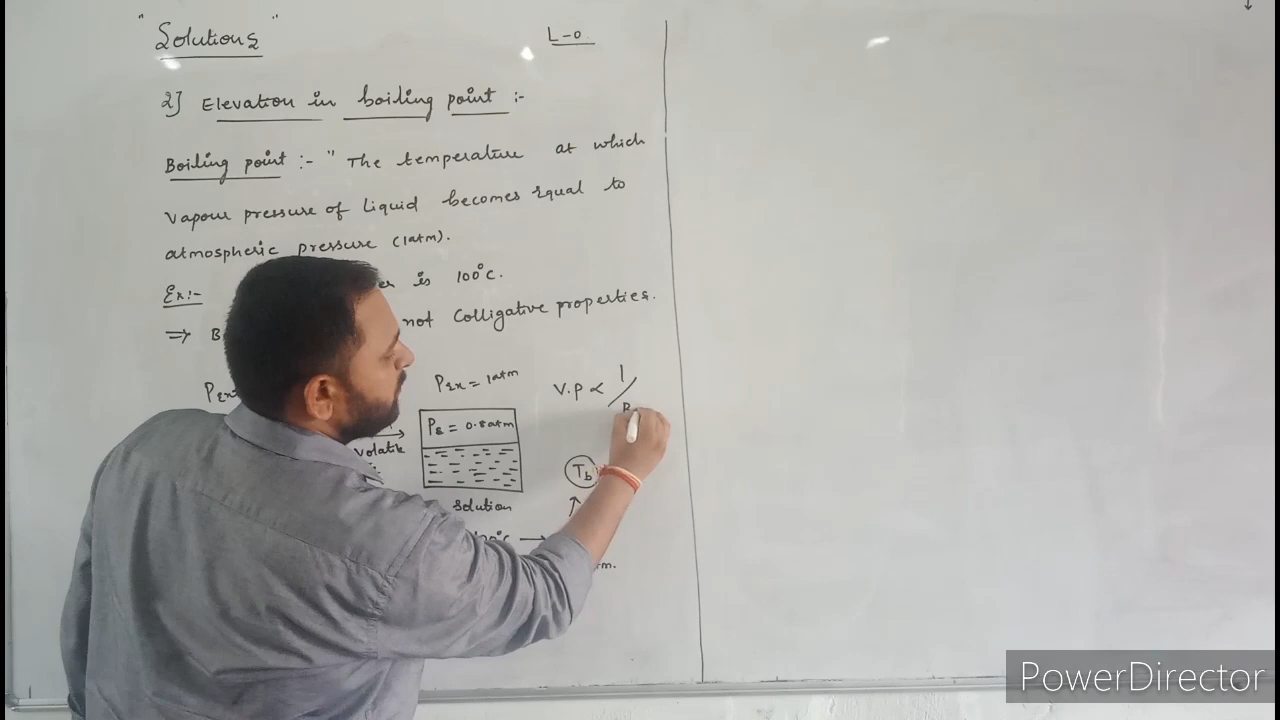 "Solutions"
L-0
2] Elevation in boiling point :-
Boiling point :- " The temperature at which
vapour pressure of liquid becomes equal to
atmospheric pressure (1atm).
Ex:- is 100°C.
⇒ not Colligative properties.
PEx = 1atm
V.P ∝ 1/
Ps = 0.8atm
volatile
Tb
Solution
PowerDirector